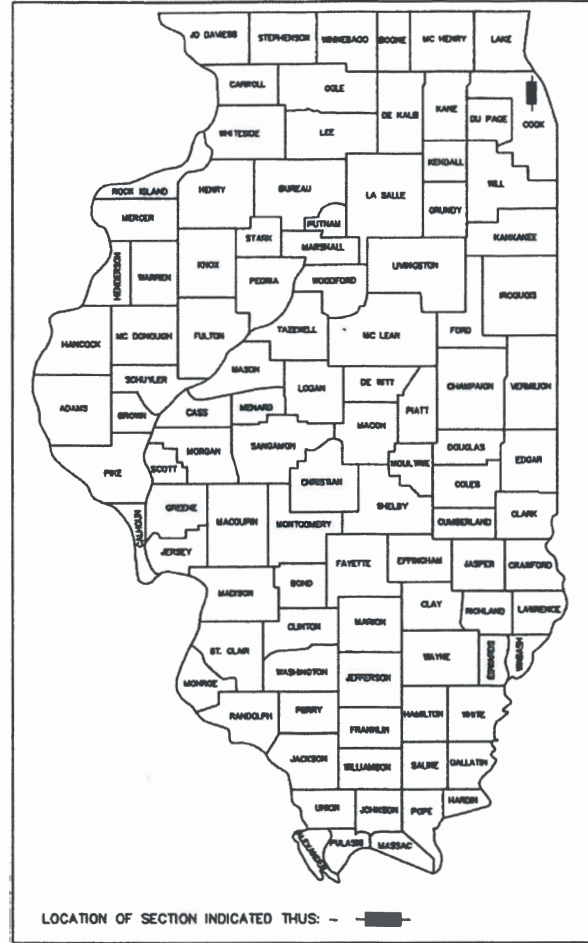 JO DAVIESS STEPHENSON WINNEBAGO BOONE MC HENRY LAKE
CARROLL OGLE DE KALB KANE DU PAGE COOK
WHITESIDE LEE
KENDALL
ROCK ISLAND HENRY BUREAU LA SALLE WILL
MERCER PUTNAM GRUNDY
STARK MARSHALL KANKAKEE
HENDERSON WARREN KNOX PEORIA WOODFORD LIVINGSTON IROQUOIS
HANCOCK MC DONOUGH FULTON TAZEWELL MC LEAN FORD
MASON
SCHUYLER LOGAN DE WITT CHAMPAIGN VERMILION
ADAMS BROWN CASS MENARD MACON PIATT
SANGAMON DOUGLAS EDGAR
PIKE SCOTT MORGAN CHRISTIAN MOULTRIE COLES
CALHOUN GREENE MACOUPIN MONTGOMERY SHELBY CUMBERLAND CLARK
JERSEY FAYETTE EFFINGHAM JASPER CRAWFORD
MADISON BOND
CLINTON MARION CLAY RICHLAND LAWRENCE
ST. CLAIR WASHINGTON JEFFERSON WAYNE EDWARDS WABASH
MONROE
RANDOLPH PERRY FRANKLIN HAMILTON WHITE
JACKSON WILLIAMSON SALINE GALLATIN
UNION JOHNSON POPE HARDIN
ALEXANDER PULASKI MASSAC
LOCATION OF SECTION INDICATED THUS: -